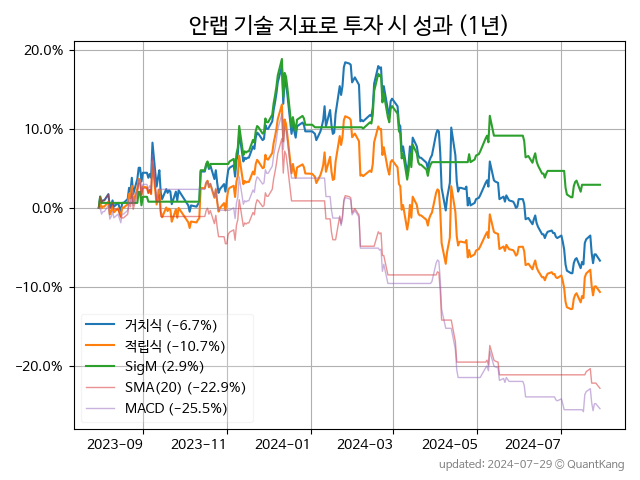 안랩 기술 지표로 투자 시 성과 (1년)
20.0%
10.0%
0.0%
−10.0%
−20.0%
거치식 (−6.7%)
적립식 (−10.7%)
SigM (2.9%)
SMA(20) (−22.9%)
MACD (−25.5%)
2023−09 2023−11 2024−01 2024−03 2024−05 2024−07
updated: 2024-07-29 © QuantKang